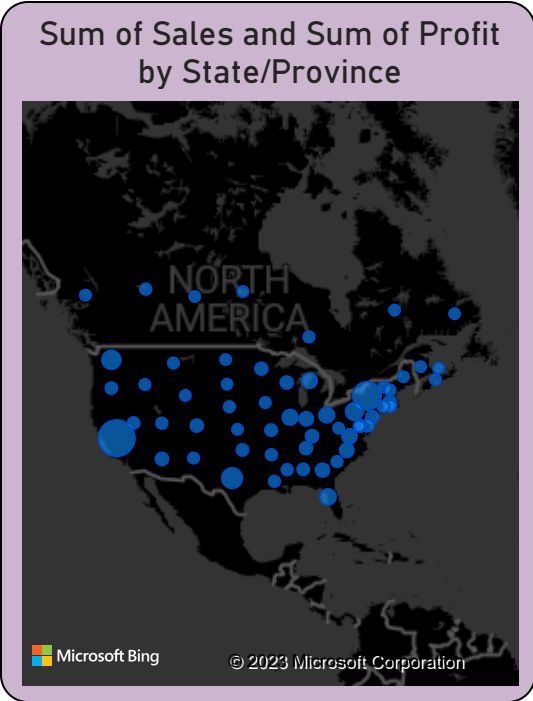 Sum of Sales and Sum of Profit
by State/Province
NORTH
AMERICA
Microsoft Bing
© 2023 Microsoft Corporation